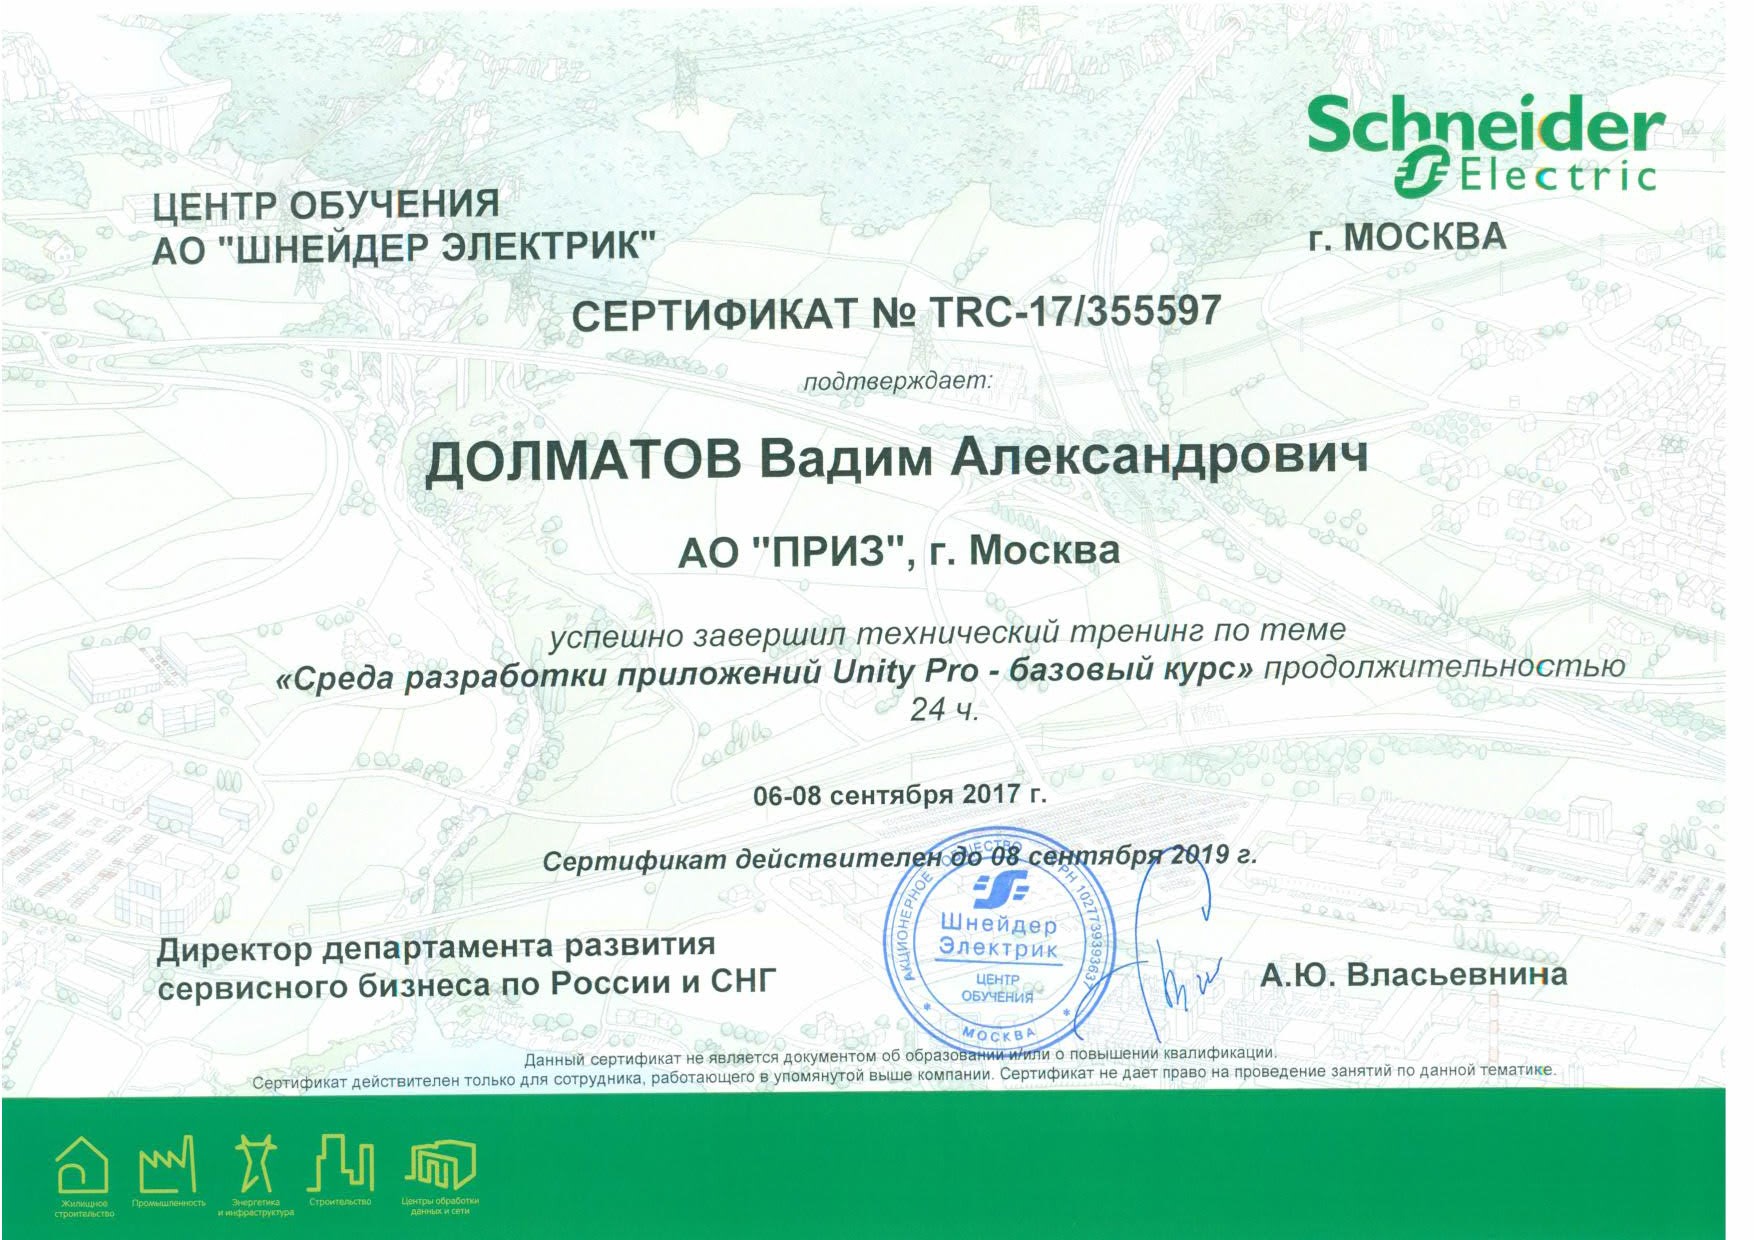 Schneider
Electric
ЦЕНТР ОБУЧЕНИЯ
АО "ШНЕЙДЕР ЭЛЕКТРИК"
г. МОСКВА
СЕРТИФИКАТ № TRC-17/355597
подтверждает:
ДОЛМАТОВ Вадим Александрович
АО "ПРИЗ", г. Москва
успешно завершил технический тренинг по теме
«Среда разработки приложений Unity Pro - базовый курс» продолжительностью
24 ч.
06-08 сентября 2017 г.
Сертификат действителен до 08 сентября 2019 г.
Директор департамента развития
сервисного бизнеса по России и СНГ
АКЦИОНЕРНОЕ ОБЩЕСТВО
Шнейдер
Электрик
ЦЕНТР
ОБУЧЕНИЯ
* МОСКВА *
А.Ю. Власьевнина
Данный сертификат не является документом об образовании и/или о повышении квалификации.
Сертификат действителен только для сотрудника, работающего в упомянутой выше компании. Сертификат не дает право на проведение занятий по данной тематике.
Жилищное
строительство
Промышленность
Энергетика
и инфраструктура
Строительство
Центры обработки
данных и сети